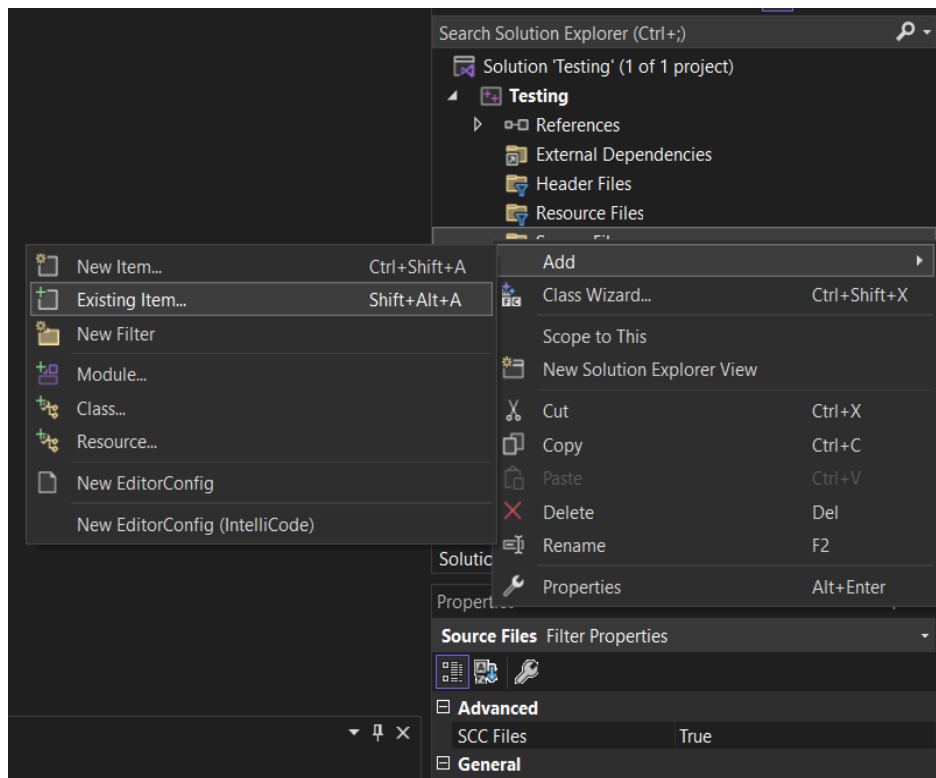 Search Solution Explorer (Ctrl+;)
Solution 'Testing' (1 of 1 project)
Testing
References
External Dependencies
Header Files
Resource Files
New Item... Ctrl+Shift+A
Existing Item... Shift+Alt+A
New Filter
Module...
Class...
Resource...
New EditorConfig
New EditorConfig (IntelliCode)
Add
Class Wizard... Ctrl+Shift+X
Scope to This
New Solution Explorer View
Cut Ctrl+X
Copy Ctrl+C
Paste Ctrl+V
Delete Del
Rename F2
Properties Alt+Enter
Source Files Filter Properties
Advanced
SCC Files True
General